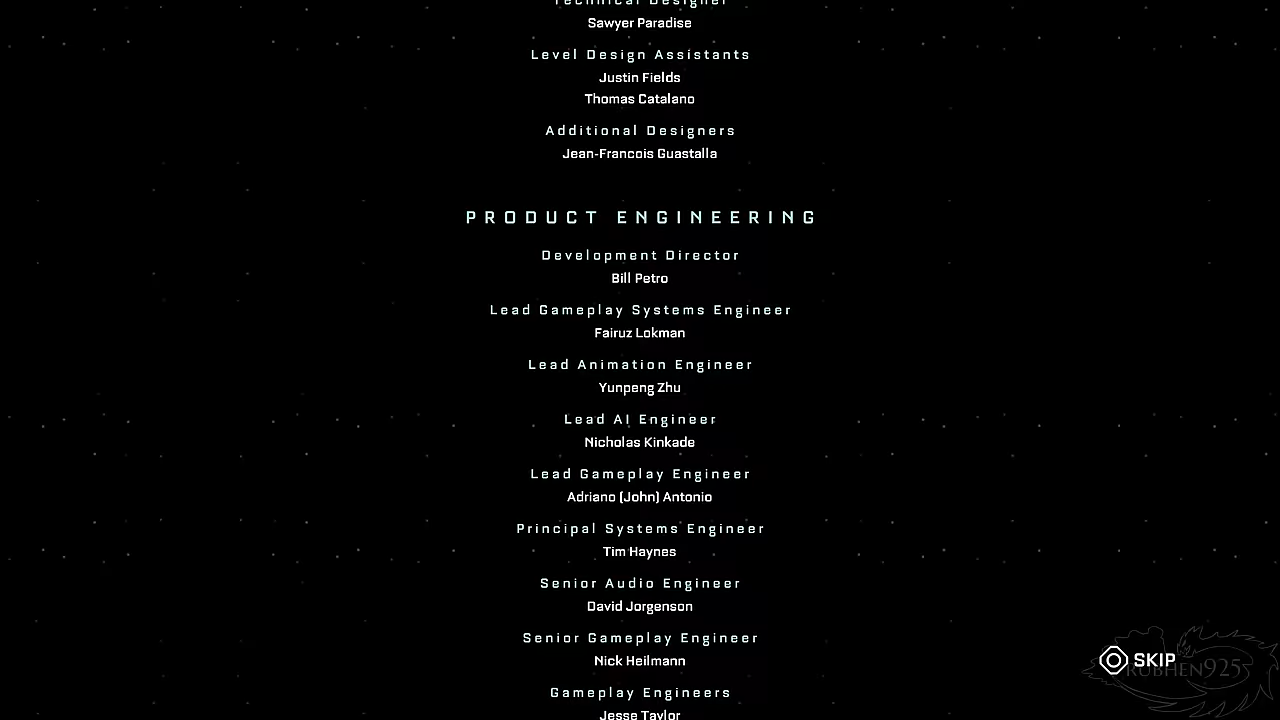 Technical Designer
Sawyer Paradise
Level Design Assistants
Justin Fields
Thomas Catalano
Additional Designers
Jean-Francois Guastalla
PRODUCT ENGINEERING
Development Director
Bill Petro
Lead Gameplay Systems Engineer
Fairuz Lokman
Lead Animation Engineer
Yunpeng Zhu
Lead AI Engineer
Nicholas Kinkade
Lead Gameplay Engineer
Adriano (John) Antonio
Principal Systems Engineer
Tim Haynes
Senior Audio Engineer
David Jorgenson
Senior Gameplay Engineer
Nick Heilmann
SKIP
RUBHEN925
Gameplay Engineers
Jesse Taylor